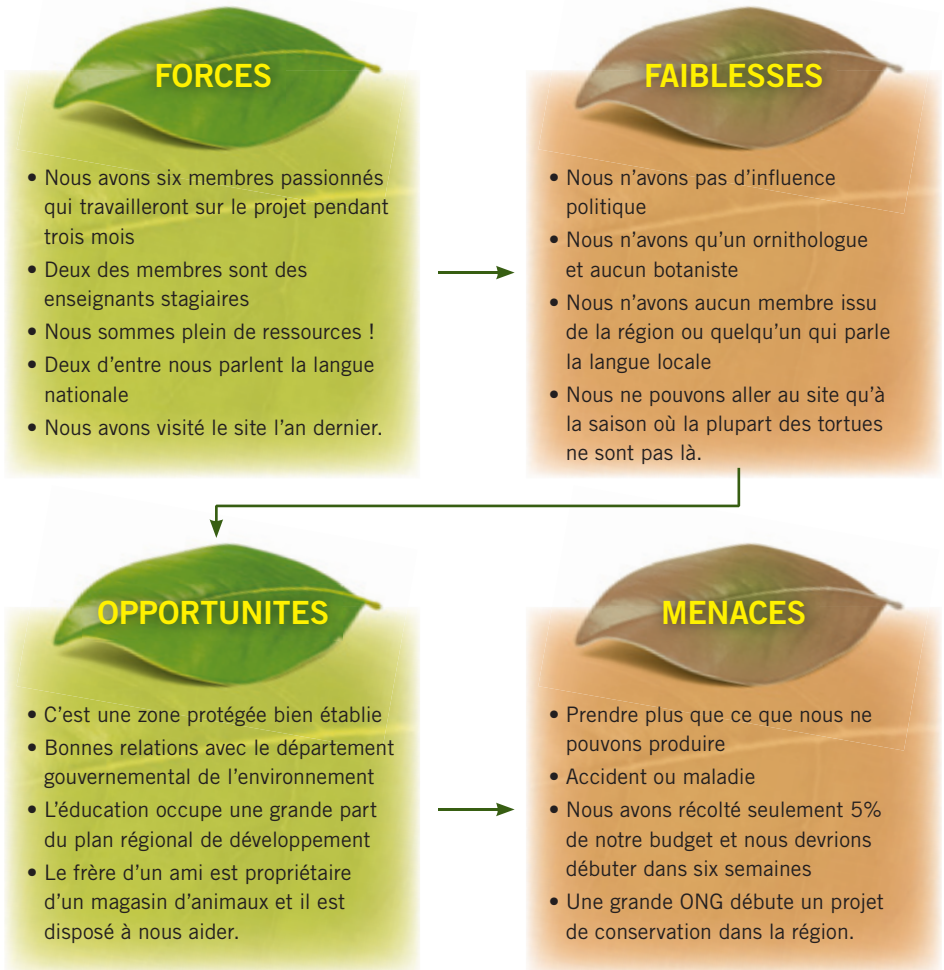 FORCES
• Nous avons six membres passionnés
qui travailleront sur le projet pendant
trois mois
• Deux des membres sont des
enseignants stagiaires
• Nous sommes plein de ressources !
• Deux d'entre nous parlent la langue
nationale
• Nous avons visité le site l'an dernier.
FAIBLESSES
• Nous n'avons pas d'influence
politique
• Nous n'avons qu'un ornithologue
et aucun botaniste
• Nous n'avons aucun membre issu
de la région ou quelqu'un qui parle
la langue locale
• Nous ne pouvons aller au site qu'à
la saison où la plupart des tortues
ne sont pas là.
OPPORTUNITES
• C'est une zone protégée bien établie
• Bonnes relations avec le département
gouvernemental de l'environnement
• L'éducation occupe une grande part
du plan régional de développement
• Le frère d'un ami est propriétaire
d'un magasin d'animaux et il est
disposé à nous aider.
MENACES
• Prendre plus que ce que nous ne
pouvons produire
• Accident ou maladie
• Nous avons récolté seulement 5%
de notre budget et nous devrions
débuter dans six semaines
• Une grande ONG débute un projet
de conservation dans la région.